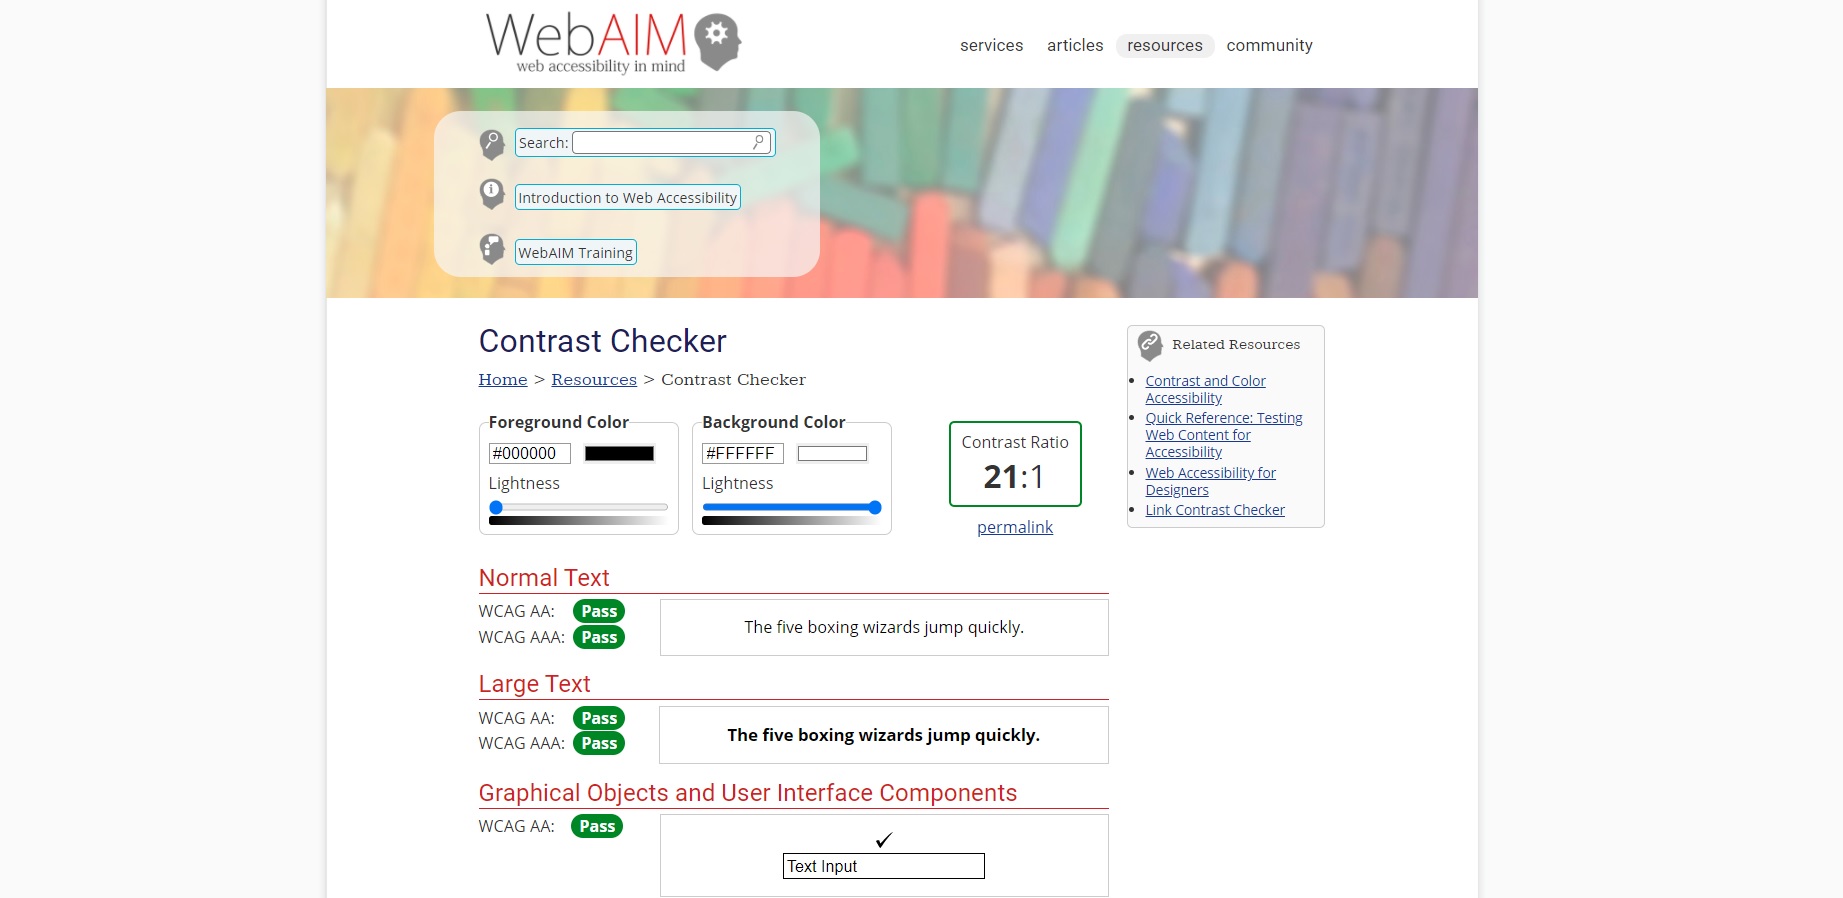 WebAIM
web accessibility in mind
services articles resources community
Search:
Introduction to Web Accessibility
WebAIM Training
Contrast Checker
Home > Resources > Contrast Checker
Foreground Color
#000000
Lightness
Background Color
#FFFFFF
Lightness
Contrast Ratio
21:1
permalink
Related Resources
Contrast and Color
Accessibility
Quick Reference: Testing
Web Content for
Accessibility
Web Accessibility for
Designers
Link Contrast Checker
Normal Text
WCAG AA: Pass
WCAG AAA: Pass
The five boxing wizards jump quickly.
Large Text
WCAG AA: Pass
WCAG AAA: Pass
The five boxing wizards jump quickly.
Graphical Objects and User Interface Components
WCAG AA: Pass
✓
Text Input